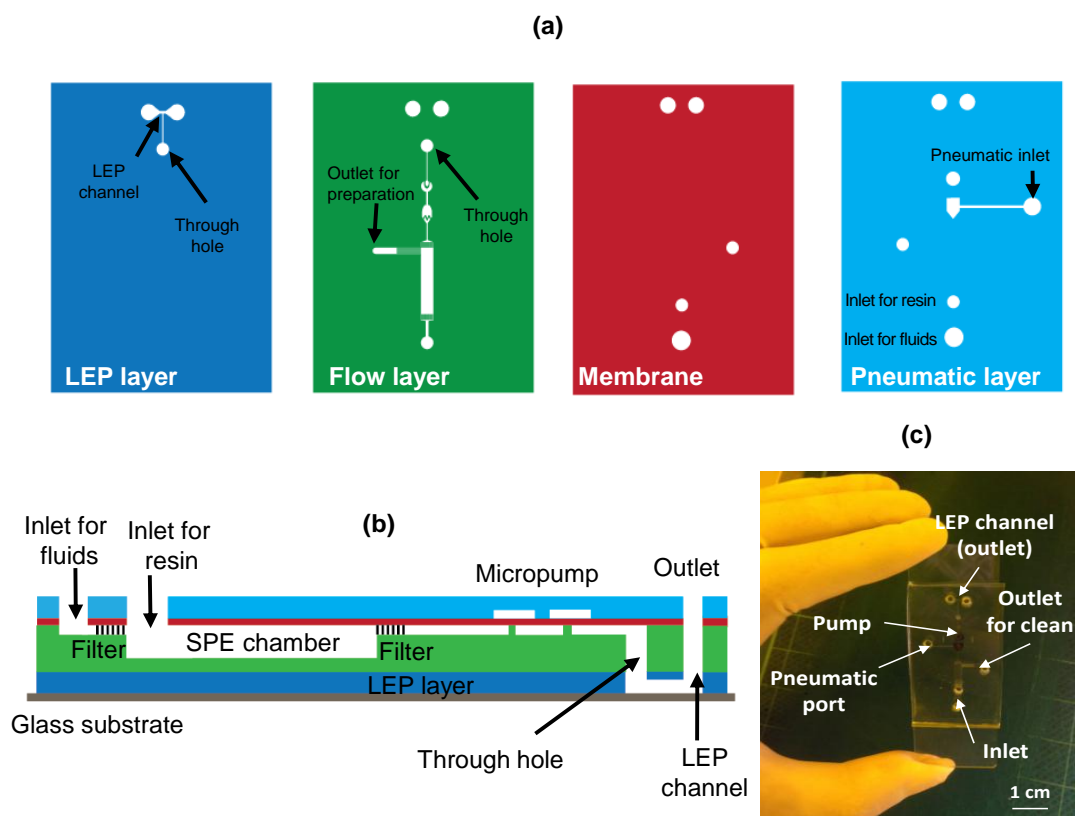 (a)
LEP
channel
Through
hole
LEP layer
Outlet for
preparation
Through
hole
Flow layer
Membrane
Pneumatic inlet
Inlet for resin
Inlet for fluids
Pneumatic layer
(b)
Inlet for
fluids
Inlet for
resin
Micropump
Outlet
Filter
SPE chamber
Filter
LEP layer
Glass substrate
Through hole
LEP
channel
(c)
LEP channel
(outlet)
Outlet
for clean
Pump
Pneumatic
port
Inlet
1 cm